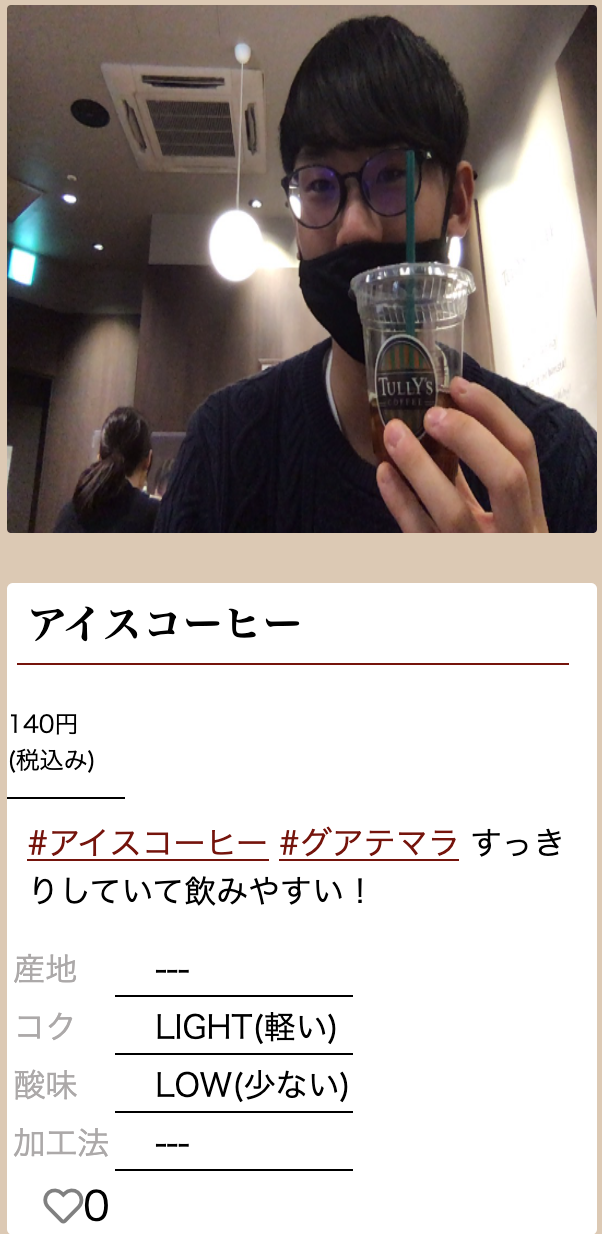 TULLY'S
COFFEE
アイスコーヒー
140円
(税込み)
#アイスコーヒー #グアテマラ すっき
りしていて飲みやすい！
産地 ---
コク LIGHT(軽い)
酸味 LOW(少ない)
加工法 ---
0